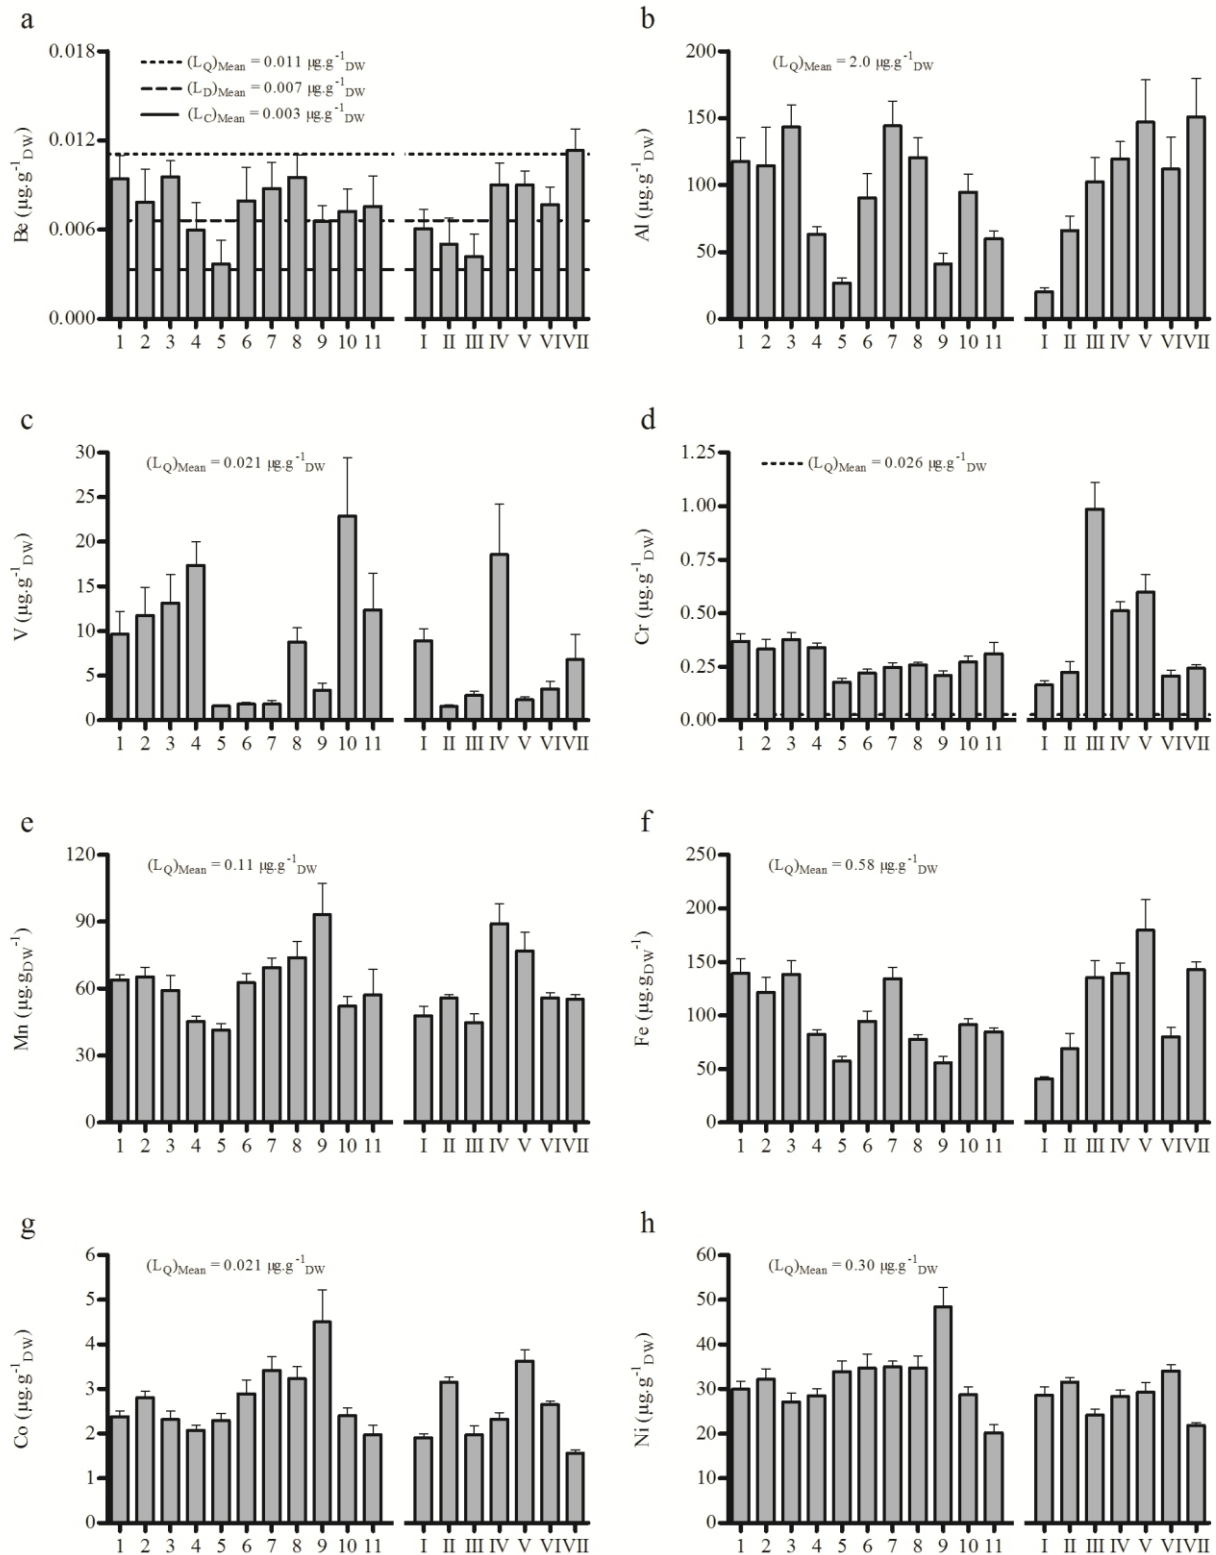 a
0.018
0.012
0.006
0.000
Be (µg.g⁻¹DW)
(LQ)Mean = 0.011 µg.g⁻¹DW
(LD)Mean = 0.007 µg.g⁻¹DW
(LC)Mean = 0.003 µg.g⁻¹DW
1 2 3 4 5 6 7 8 9 10 11 I II III IV V VI VII
b
200
150
100
50
0
Al (µg.g⁻¹DW)
(LQ)Mean = 2.0 µg.g⁻¹DW
1 2 3 4 5 6 7 8 9 10 11 I II III IV V VI VII
c
30
25
20
15
10
5
0
V (µg.g⁻¹DW)
(LQ)Mean = 0.021 µg.g⁻¹DW
1 2 3 4 5 6 7 8 9 10 11 I II III IV V VI VII
d
1.25
1.00
0.75
0.50
0.25
0.00
Cr (µg.g⁻¹DW)
(LQ)Mean = 0.026 µg.g⁻¹DW
1 2 3 4 5 6 7 8 9 10 11 I II III IV V VI VII
e
120
90
60
30
0
Mn (µg.gDW⁻¹)
(LQ)Mean = 0.11 µg.g⁻¹DW
1 2 3 4 5 6 7 8 9 10 11 I II III IV V VI VII
f
250
200
150
100
50
0
Fe (µg.gDW⁻¹)
(LQ)Mean = 0.58 µg.g⁻¹DW
1 2 3 4 5 6 7 8 9 10 11 I II III IV V VI VII
g
6
5
4
3
2
1
0
Co (µg.g⁻¹DW)
(LQ)Mean = 0.021 µg.g⁻¹DW
1 2 3 4 5 6 7 8 9 10 11 I II III IV V VI VII
h
60
50
40
30
20
10
0
Ni (µg.g⁻¹DW)
(LQ)Mean = 0.30 µg.g⁻¹DW
1 2 3 4 5 6 7 8 9 10 11 I II III IV V VI VII